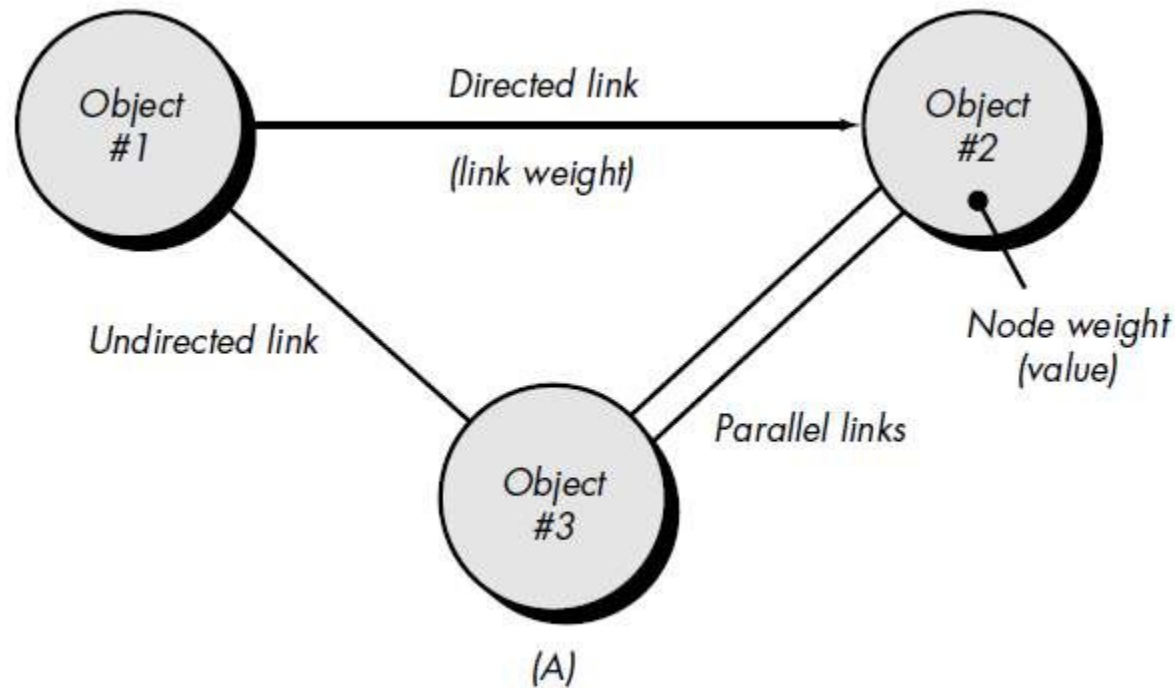 Object
#1
Directed link
(link weight)
Object
#2
Undirected link
Node weight
(value)
Parallel links
Object
#3
(A)